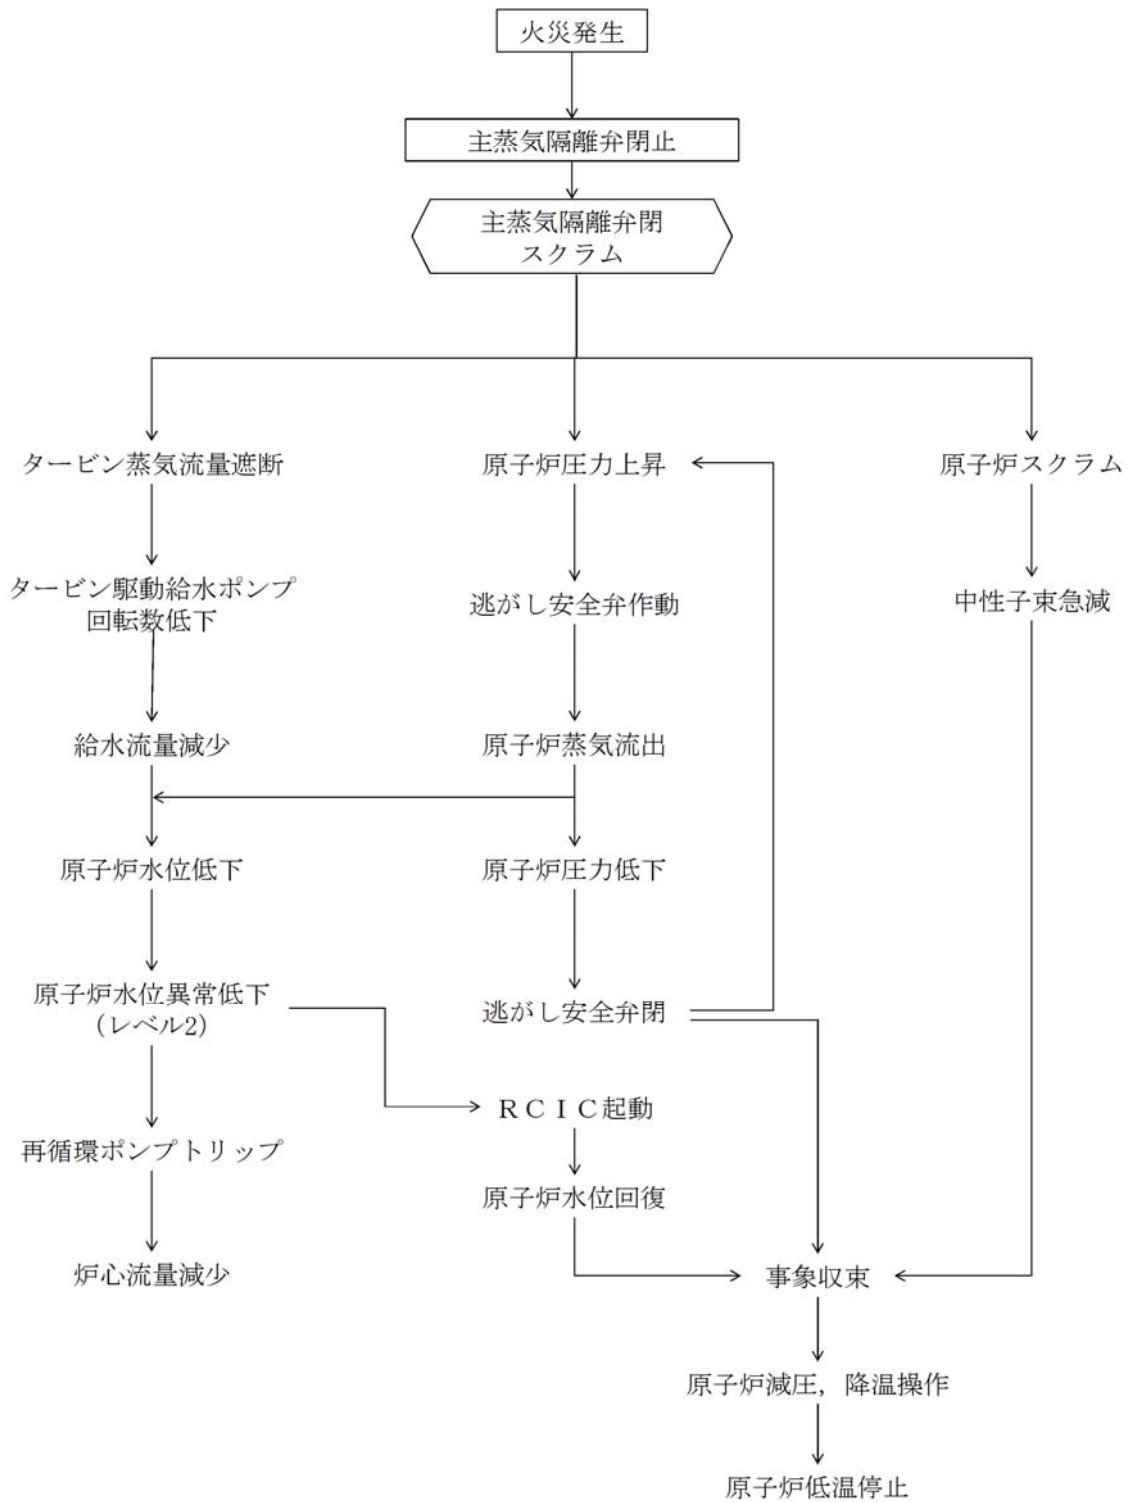 火災発生
主蒸気隔離弁閉止
主蒸気隔離弁閉
スクラム
タービン蒸気流量遮断
原子炉圧力上昇
原子炉スクラム
タービン駆動給水ポンプ
回転数低下
逃がし安全弁作動
中性子束急減
給水流量減少
原子炉蒸気流出
原子炉水位低下
原子炉圧力低下
原子炉水位異常低下
(レベル2)
逃がし安全弁閉
ＲＣＩＣ起動
再循環ポンプトリップ
原子炉水位回復
炉心流量減少
事象収束
原子炉減圧，降温操作
原子炉低温停止